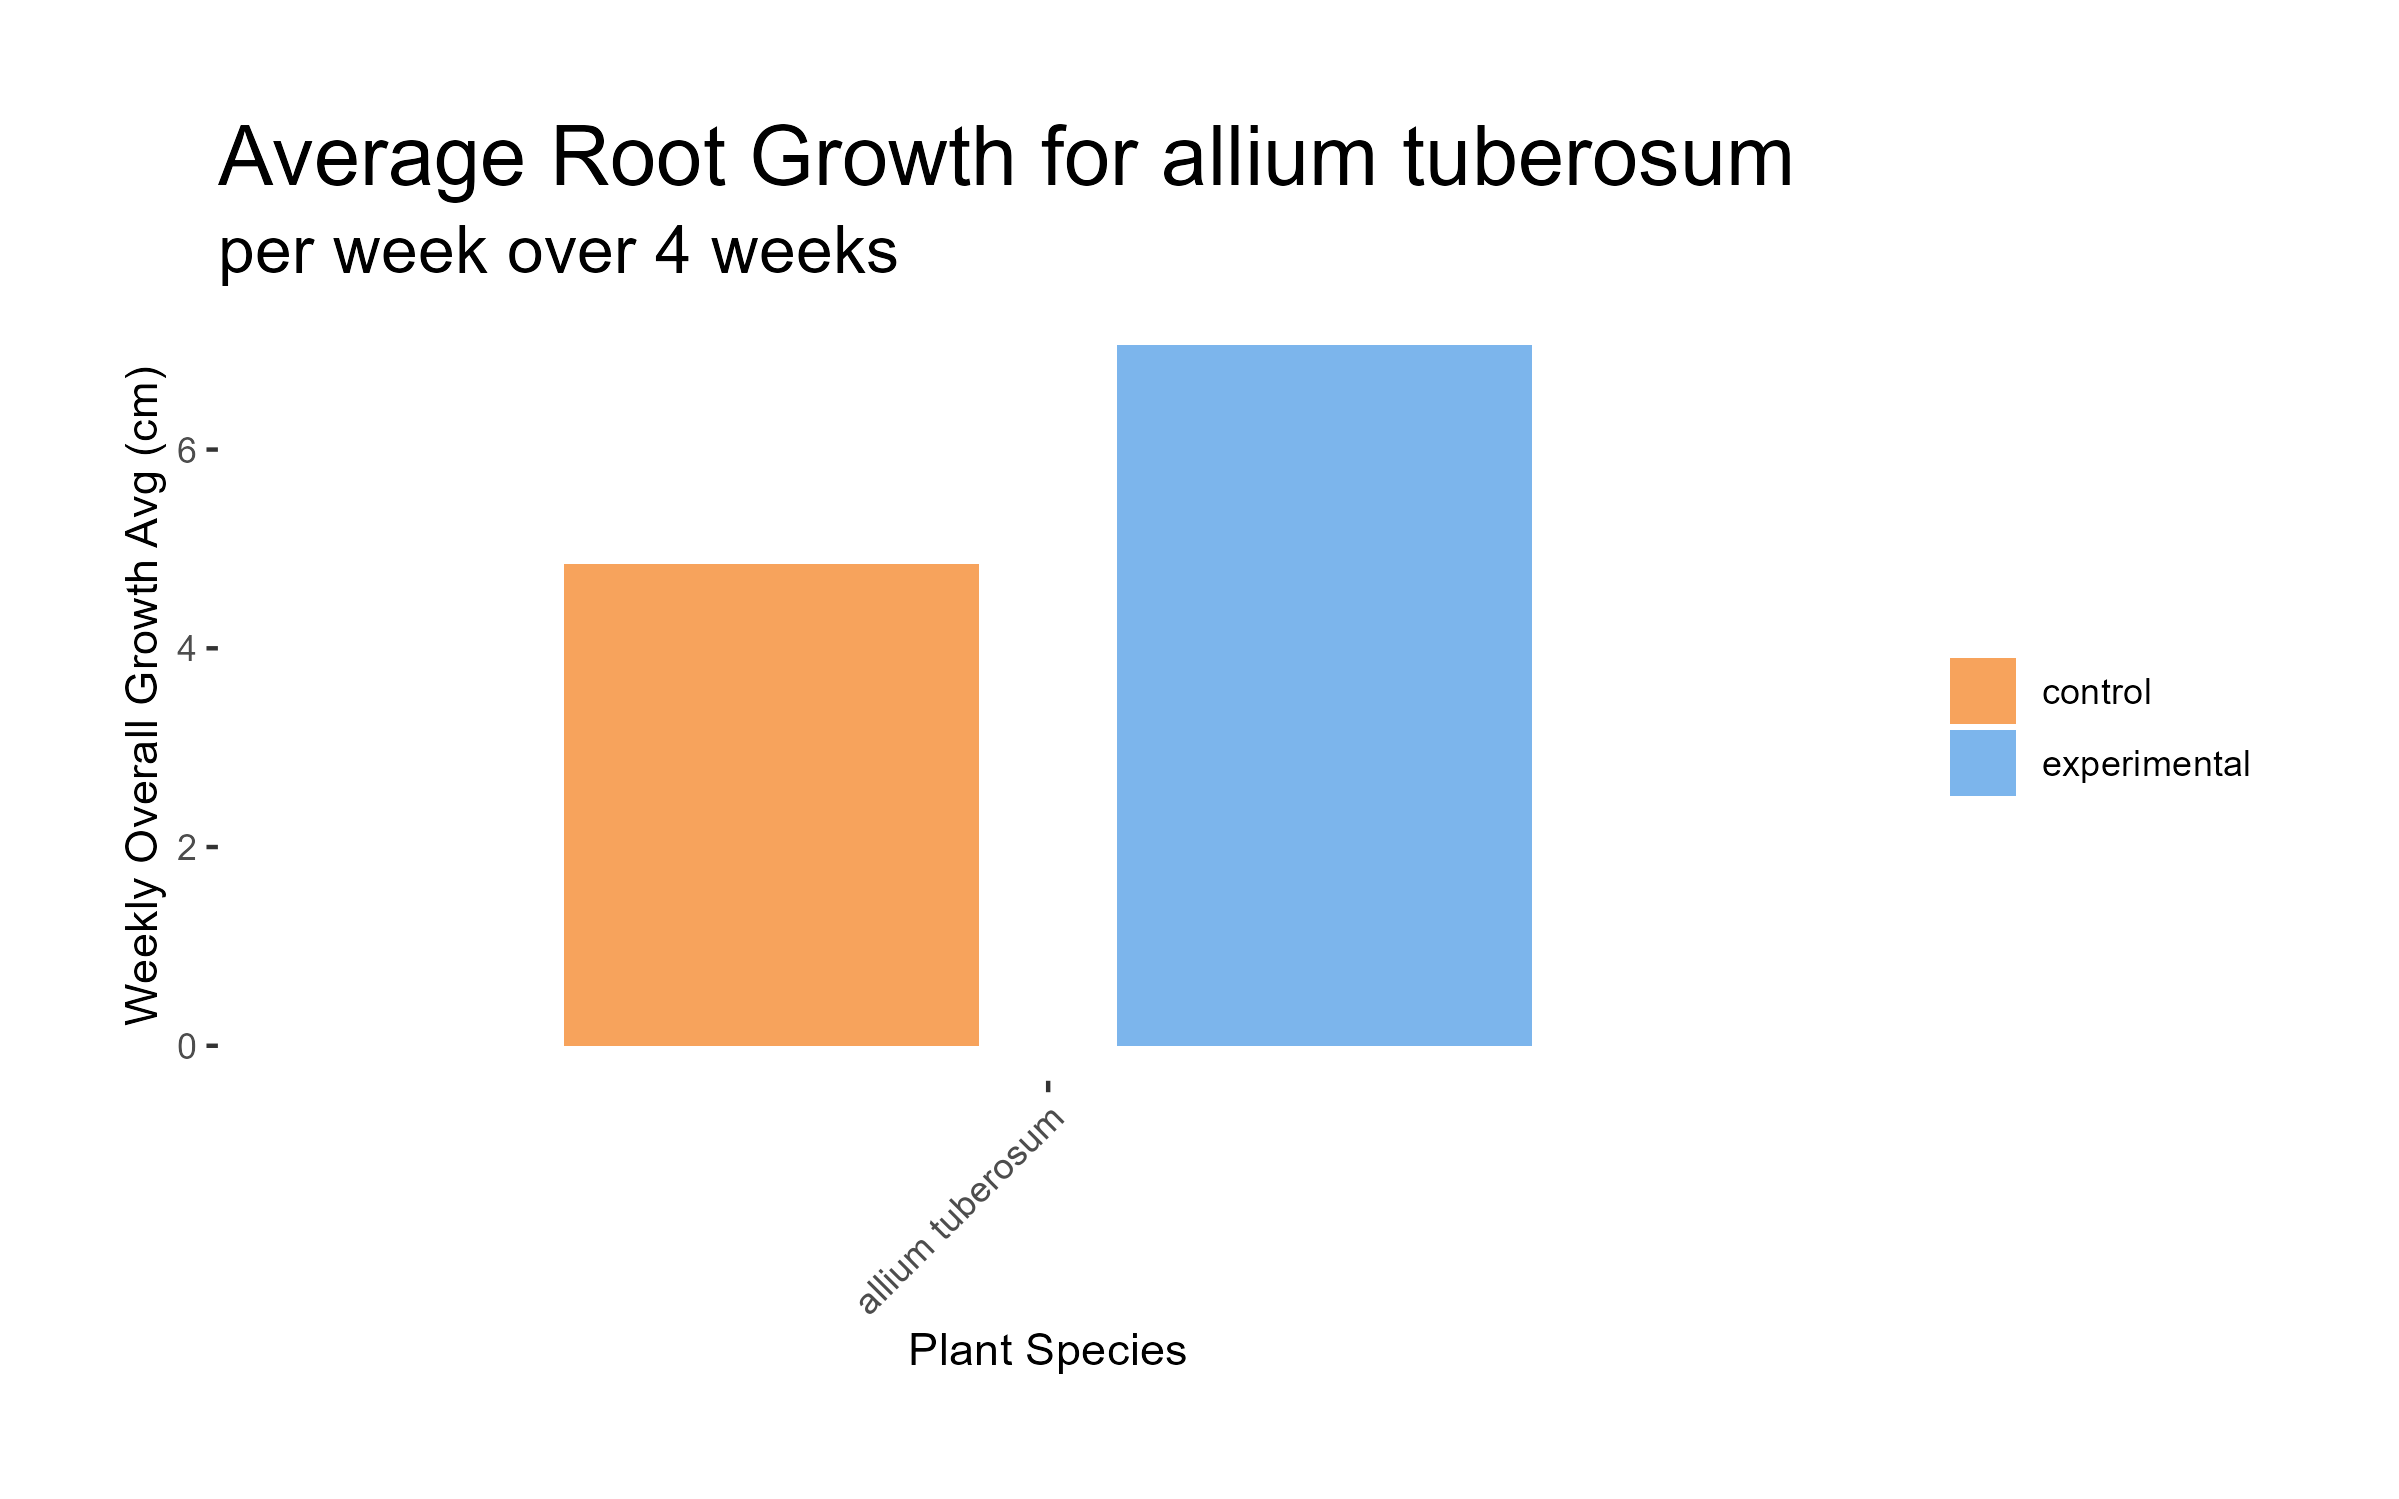 Average Root Growth for allium tuberosum
per week over 4 weeks
Weekly Overall Growth Avg (cm)
6
4
2
0
control
experimental
allium tuberosum
Plant Species